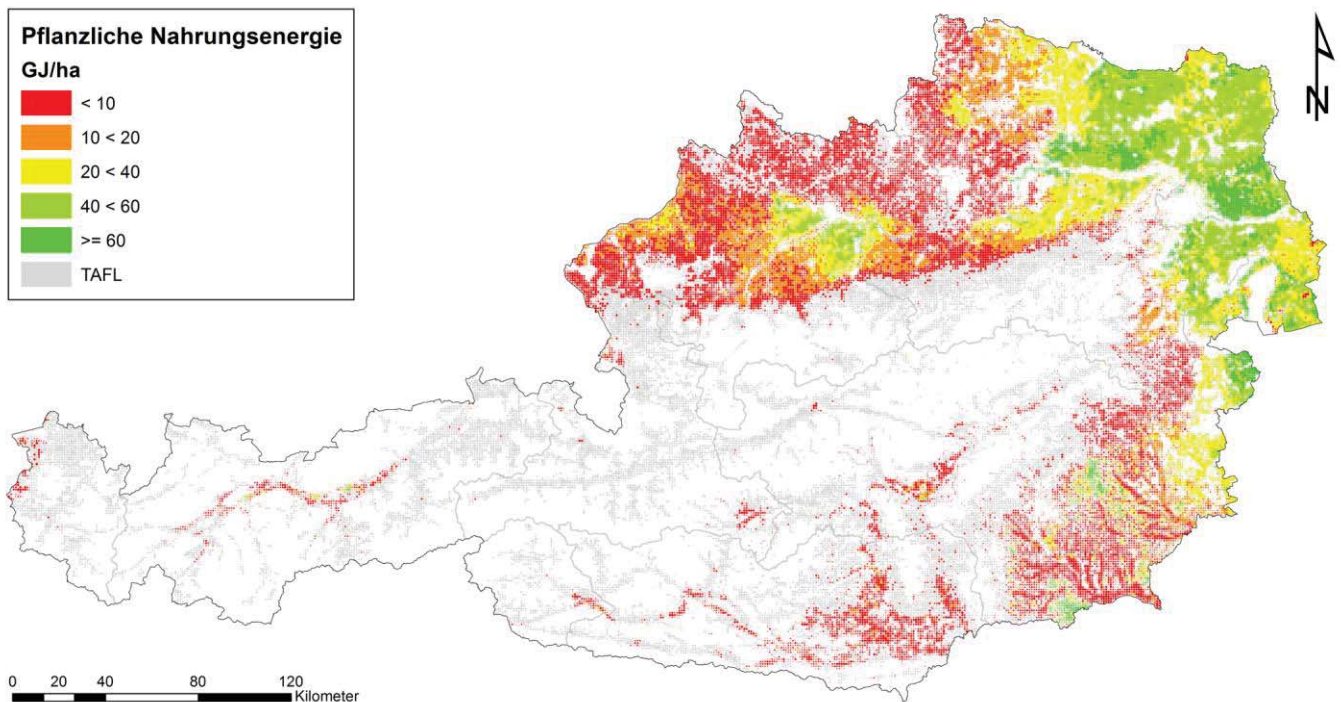 Pflanzliche Nahrungsenergie
GJ/ha
< 10
10 < 20
20 < 40
40 < 60
>= 60
TAFL
N
0 20 40 80 120
Kilometer